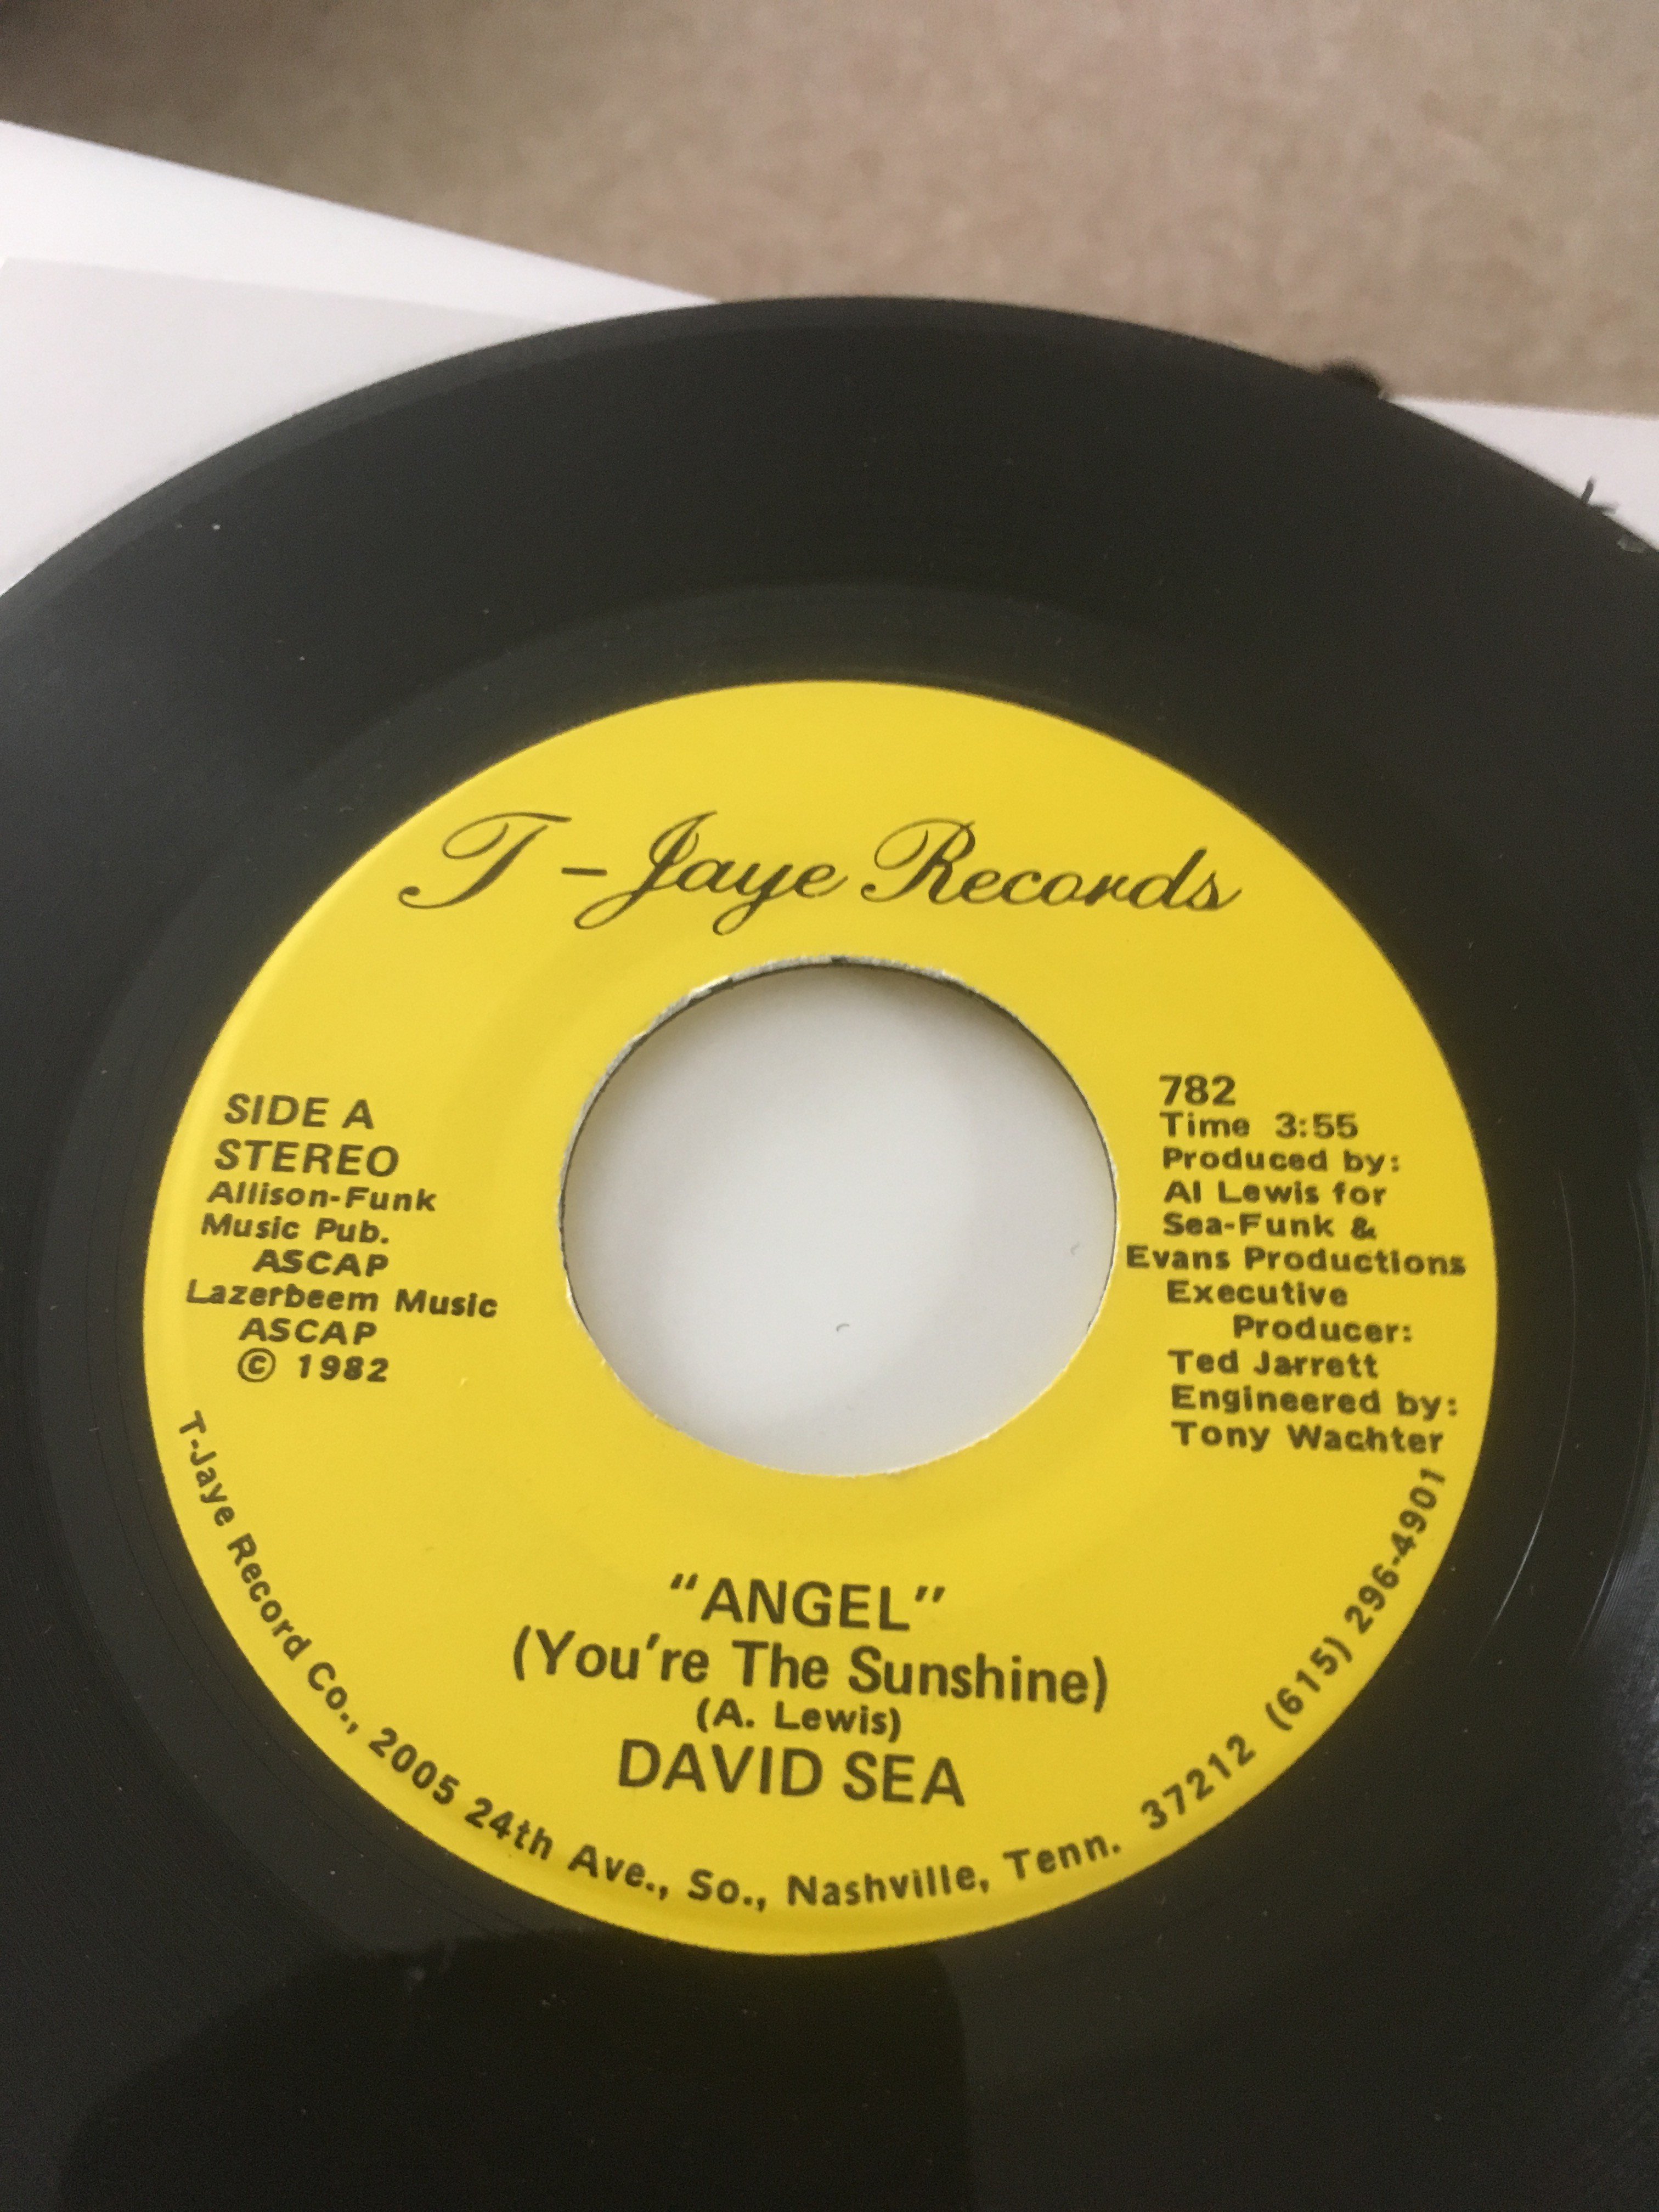 T-Jaye Records
SIDE A
STEREO
Allison-Funk
Music Pub.
ASCAP
Lazerbeem Music
ASCAP
© 1982
782
Time 3:55
Produced by:
Al Lewis for
Sea-Funk &
Evans Productions
Executive
Producer:
Ted Jarrett
Engineered by:
Tony Wachter
"ANGEL"
(You're The Sunshine)
(A. Lewis)
DAVID SEA
T-Jaye Record Co., 2005 24th Ave., So., Nashville, Tenn. 37212 (615) 296-4901